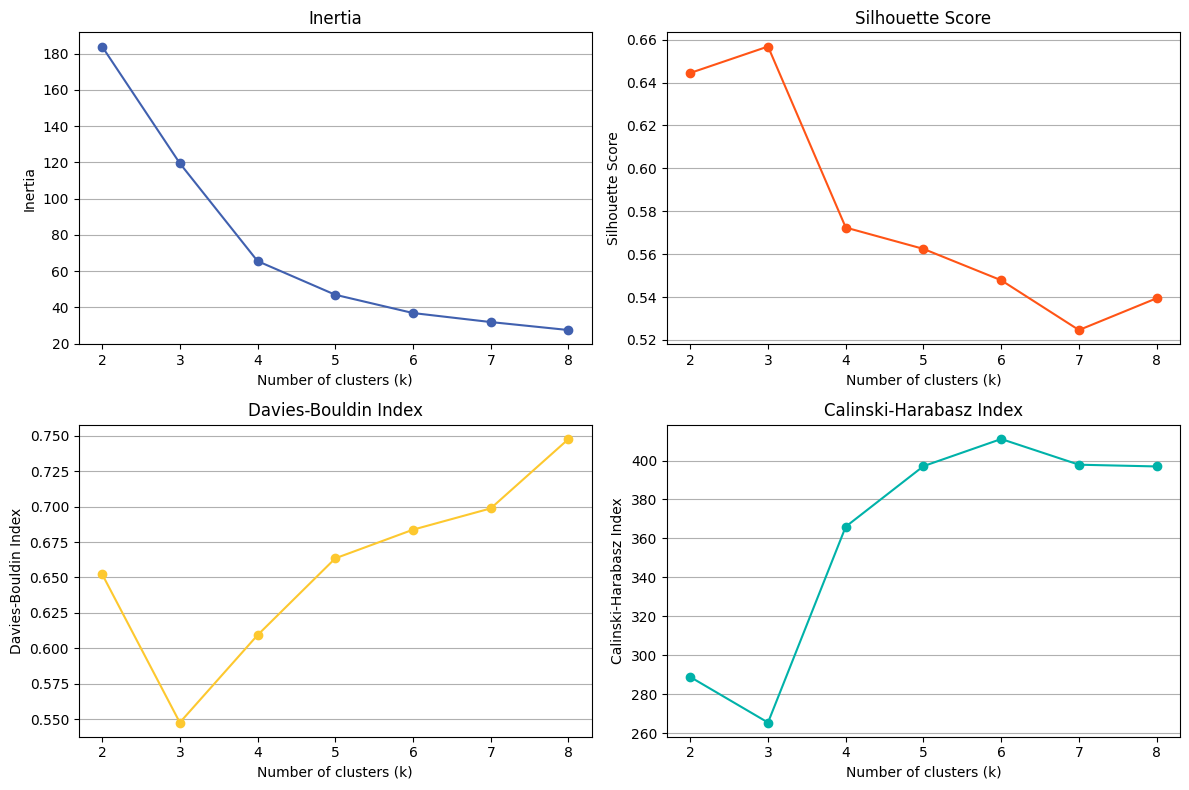 Inertia
180
160
140
120
100
80
60
40
20
Inertia
2 3 4 5 6 7 8
Number of clusters (k)
Silhouette Score
0.66
0.64
0.62
0.60
0.58
0.56
0.54
0.52
Silhouette Score
2 3 4 5 6 7 8
Number of clusters (k)
Davies-Bouldin Index
0.750
0.725
0.700
0.675
0.650
0.625
0.600
0.575
0.550
Davies-Bouldin Index
2 3 4 5 6 7 8
Number of clusters (k)
Calinski-Harabasz Index
400
380
360
340
320
300
280
260
Calinski-Harabasz Index
2 3 4 5 6 7 8
Number of clusters (k)